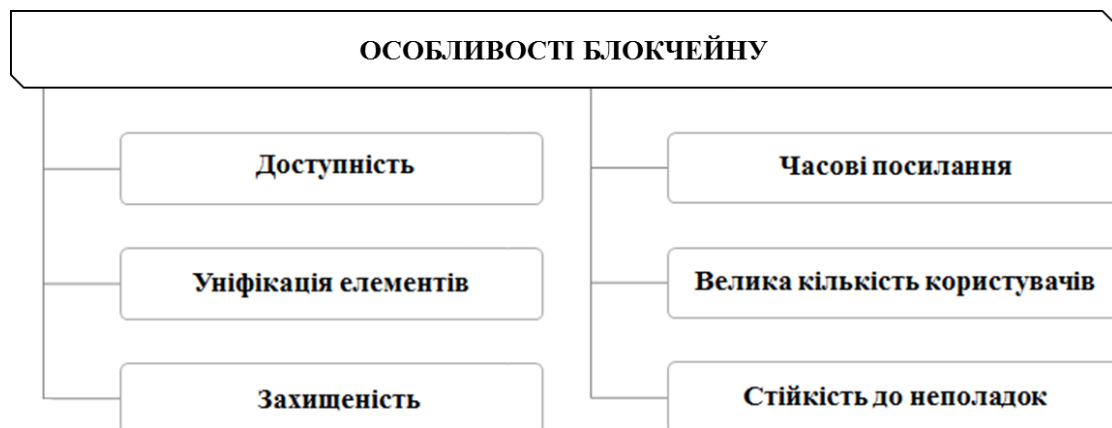 ОСОБЛИВОСТІ БЛОКЧЕЙНУ
Доступність
Уніфікація елементів
Захищеність
Часові посилання
Велика кількість користувачів
Стійкість до неполадок